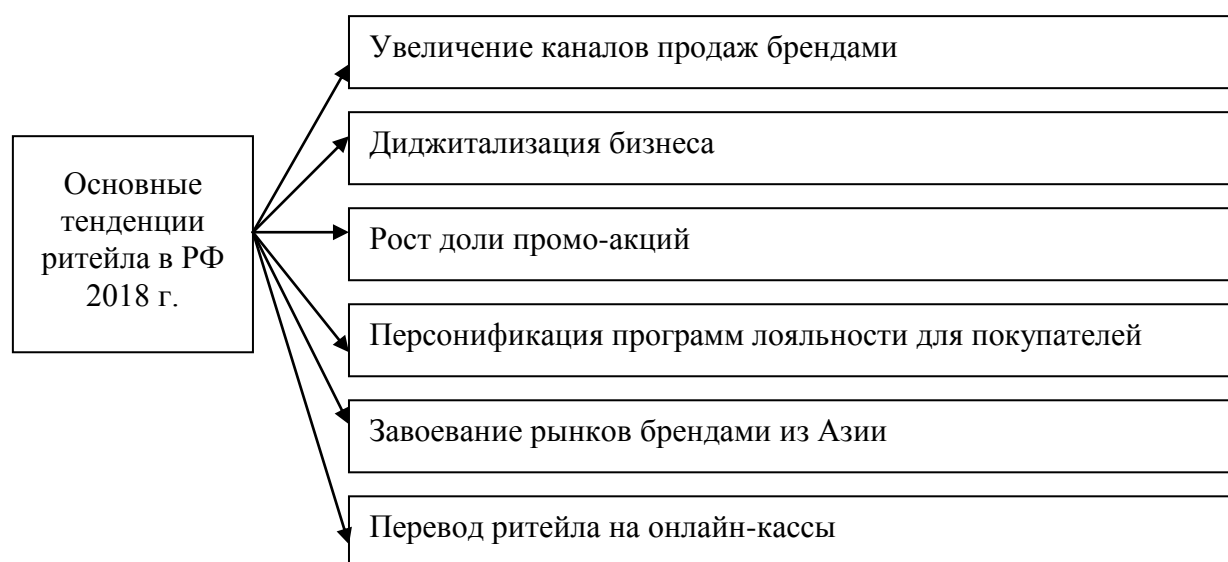 Увеличение каналов продаж брендами
Диджитализация бизнеса
Основные
тенденции
ритейла в РФ
2018 г.
Рост доли промо-акций
Персонификация программ лояльности для покупателей
Завоевание рынков брендами из Азии
Перевод ритейла на онлайн-кассы